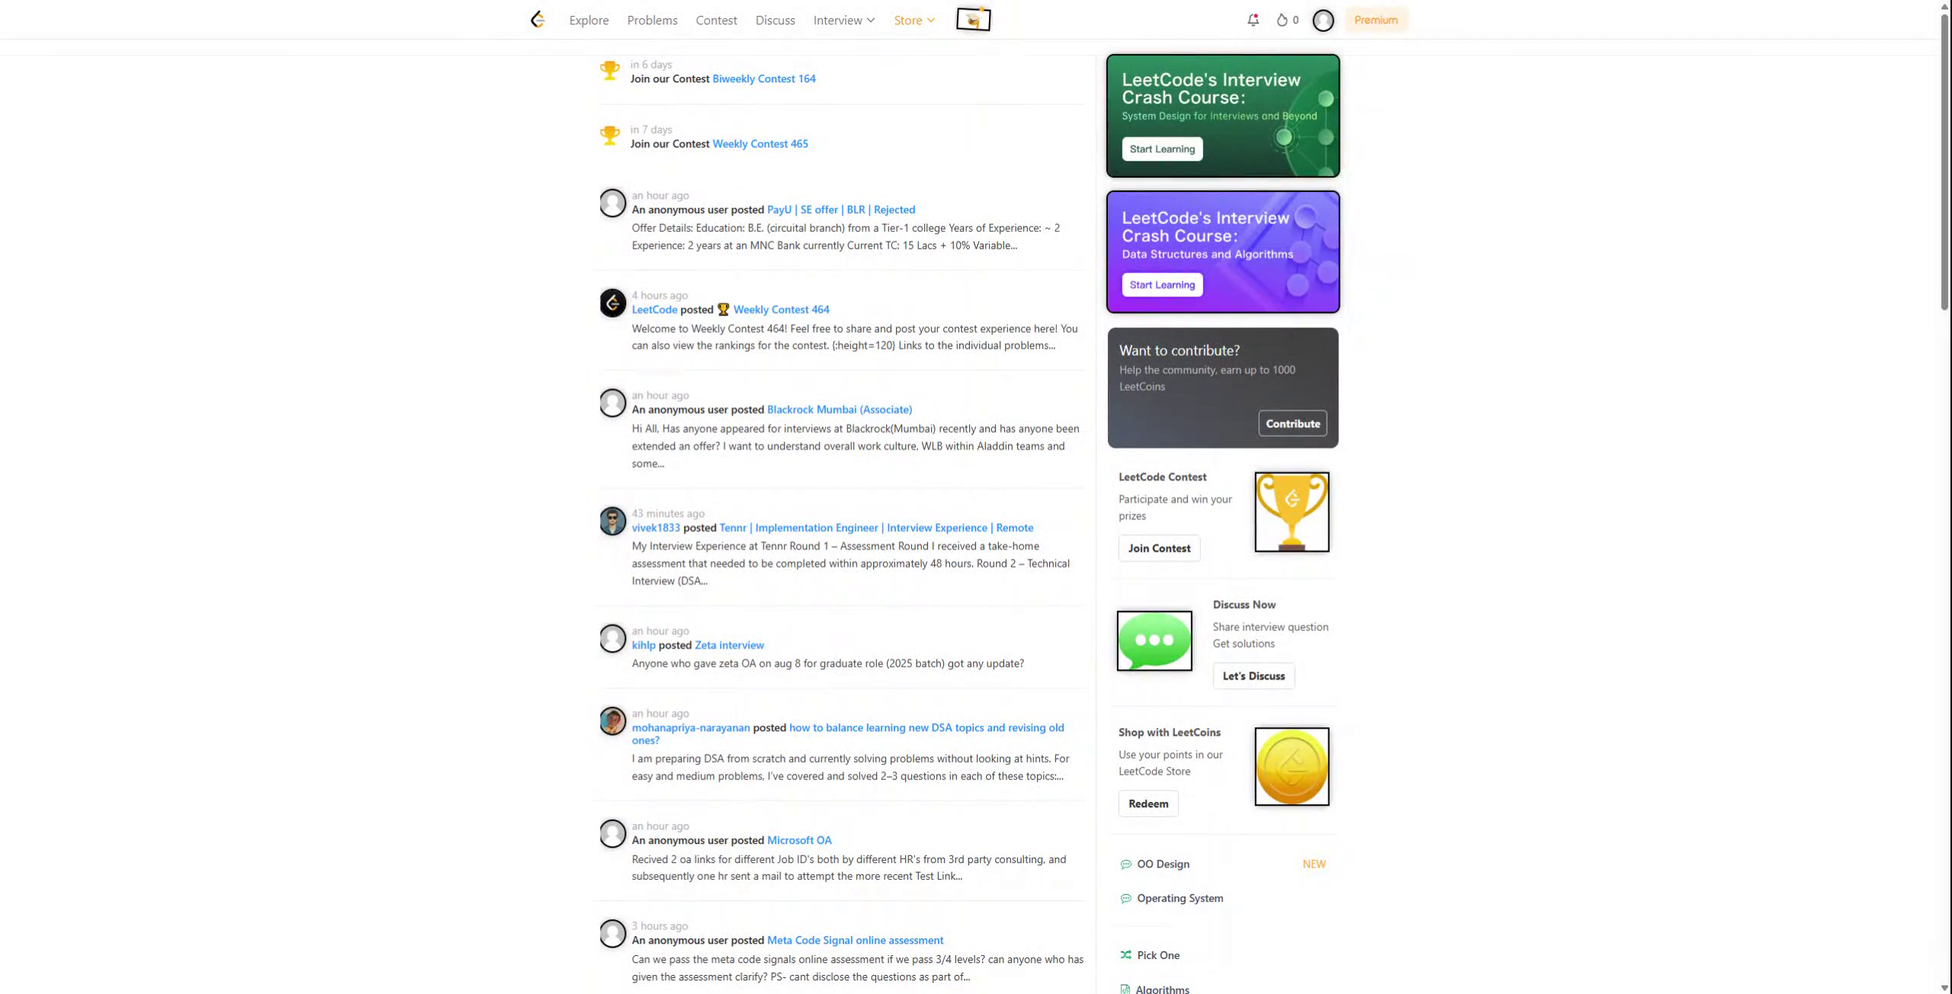 Explore Problems Contest Discuss Interview Store 0 Premium
in 6 days
Join our Contest Biweekly Contest 164
in 7 days
Join our Contest Weekly Contest 465
an hour ago
An anonymous user posted PayU | SE offer | BLR | Rejected
Offer Details: Education: B.E. (circuital branch) from a Tier-1 college Years of Experience: ~ 2
Experience: 2 years at an MNC Bank currently Current TC: 15 Lacs + 10% Variable...
4 hours ago
LeetCode posted 🏆 Weekly Contest 464
Welcome to Weekly Contest 464! Feel free to share and post your contest experience here! You
can also view the rankings for the contest. {:height=120} Links to the individual problems...
an hour ago
An anonymous user posted Blackrock Mumbai (Associate)
Hi All, Has anyone appeared for interviews at Blackrock(Mumbai) recently and has anyone been
extended an offer? I want to understand overall work culture, WLB within Aladdin teams and
some...
43 minutes ago
vivek1833 posted Tennr | Implementation Engineer | Interview Experience | Remote
My Interview Experience at Tennr Round 1 – Assessment Round I received a take-home
assessment that needed to be completed within approximately 48 hours. Round 2 – Technical
Interview (DSA...
an hour ago
kihlp posted Zeta interview
Anyone who gave zeta OA on aug 8 for graduate role (2025 batch) got any update?
an hour ago
mohanapriya-narayanan posted how to balance learning new DSA topics and revising old
ones?
I am preparing DSA from scratch and currently solving problems without looking at hints. For
easy and medium problems, I've covered and solved 2–3 questions in each of these topics:...
an hour ago
An anonymous user posted Microsoft OA
Recived 2 oa links for different Job ID's both by different HR's from 3rd party consulting, and
subsequently one hr sent a mail to attempt the more recent Test Link...
3 hours ago
An anonymous user posted Meta Code Signal online assessment
Can we pass the meta code signals online assessment if we pass 3/4 levels? can anyone who has
given the assessment clarify? PS- cant disclose the questions as part of...
LeetCode's Interview
Crash Course:
System Design for Interviews and Beyond
Start Learning
LeetCode's Interview
Crash Course:
Data Structures and Algorithms
Start Learning
Want to contribute?
Help the community, earn up to 1000
LeetCoins
Contribute
LeetCode Contest
Participate and win your
prizes
Join Contest
Discuss Now
Share interview question
Get solutions
Let's Discuss
Shop with LeetCoins
Use your points in our
LeetCode Store
Redeem
OO Design NEW
Operating System
Pick One
Algorithms